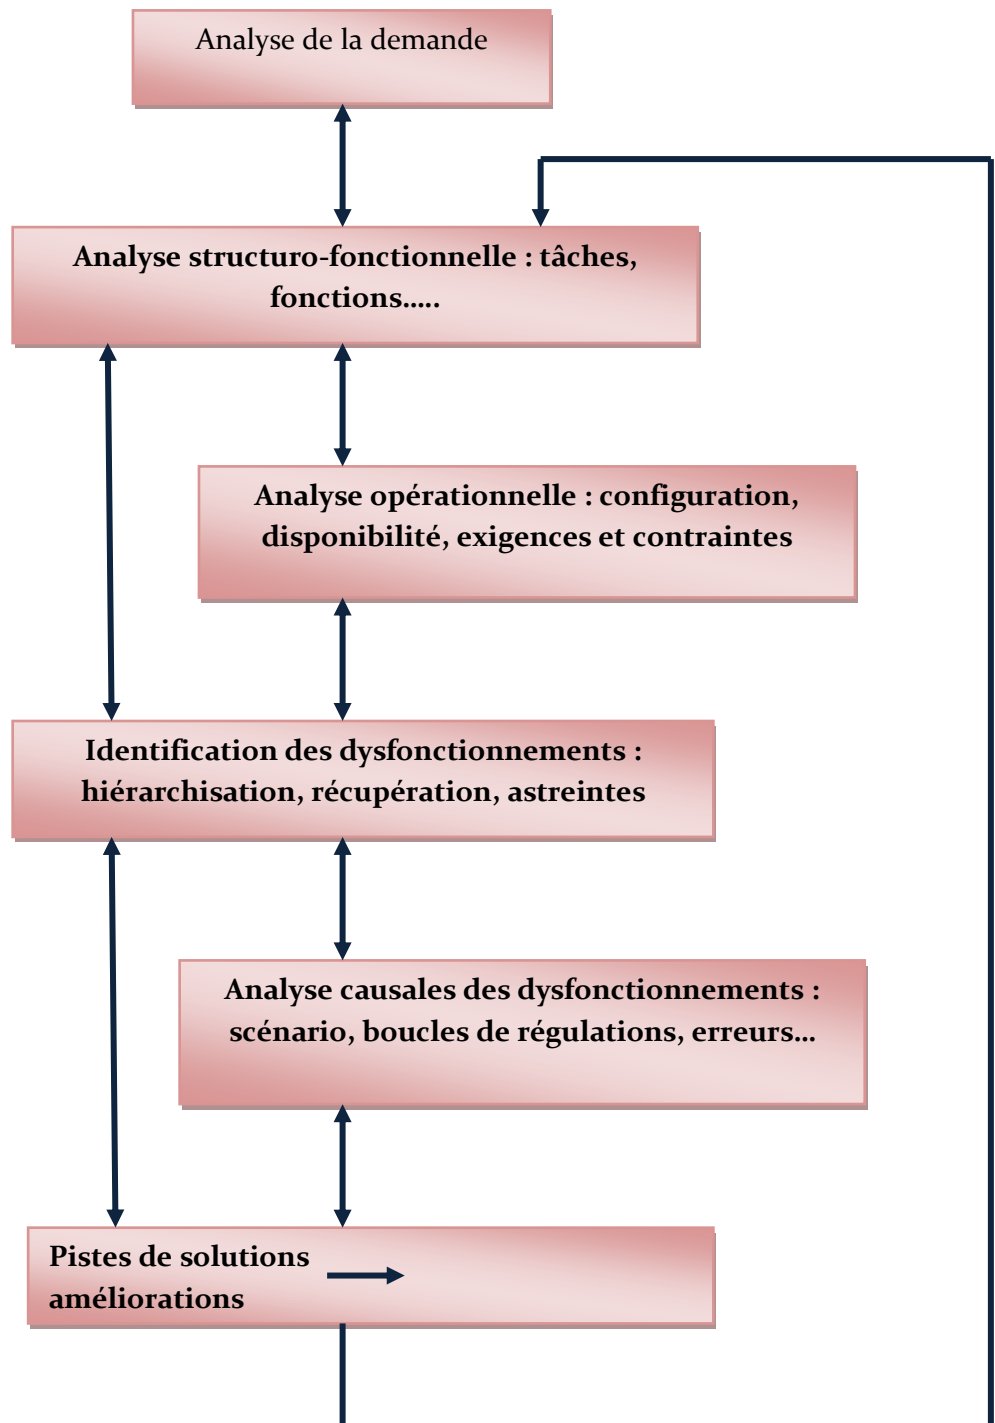 Analyse de la demande
Analyse structuro-fonctionnelle : tâches,
fonctions.....
Analyse opérationnelle : configuration,
disponibilité, exigences et contraintes
Identification des dysfonctionnements :
hiérarchisation, récupération, astreintes
Analyse causales des dysfonctionnements :
scénario, boucles de régulations, erreurs...
Pistes de solutions
améliorations